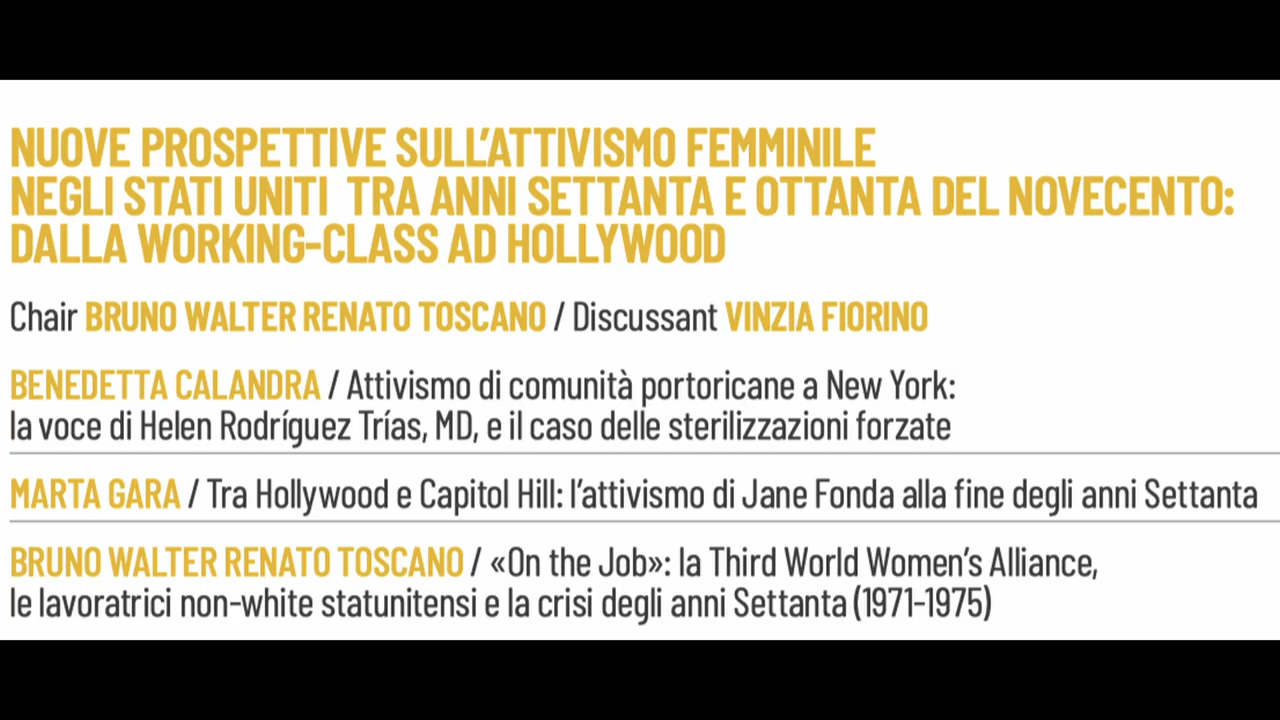 NUOVE PROSPETTIVE SULL'ATTIVISMO FEMMINILE
NEGLI STATI UNITI  TRA ANNI SETTANTA E OTTANTA DEL NOVECENTO:
DALLA WORKING-CLASS AD HOLLYWOOD
Chair BRUNO WALTER RENATO TOSCANO / Discussant VINZIA FIORINO
BENEDETTA CALANDRA / Attivismo di comunità portoricane a New York:
la voce di Helen Rodríguez Trías, MD, e il caso delle sterilizzazioni forzate
MARTA GARA / Tra Hollywood e Capitol Hill: l'attivismo di Jane Fonda alla fine degli anni Settanta
BRUNO WALTER RENATO TOSCANO / «On the Job»: la Third World Women's Alliance,
le lavoratrici non-white statunitensi e la crisi degli anni Settanta (1971-1975)